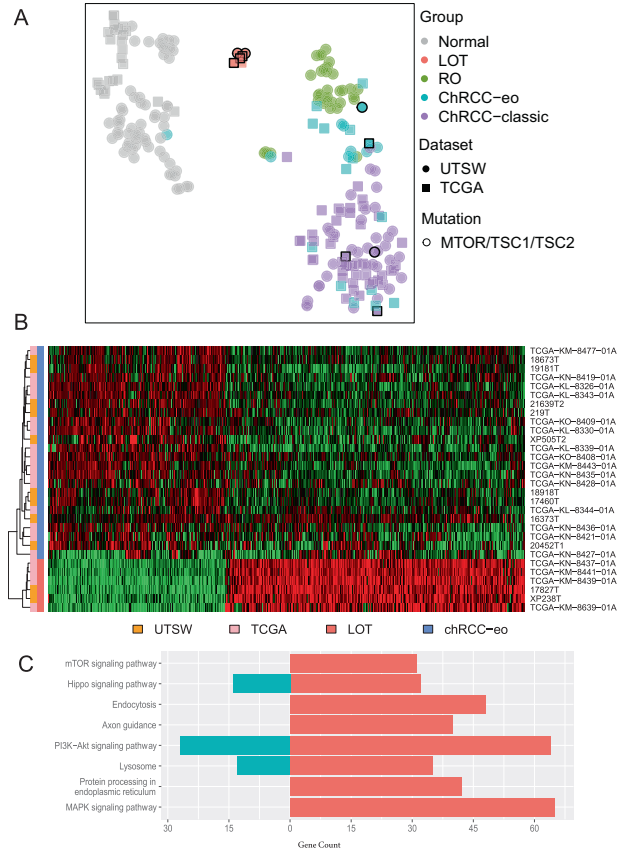 A
Group
Normal
LOT
RO
ChRCC-eo
ChRCC-classic
Dataset
UTSW
TCGA
Mutation
MTOR/TSC1/TSC2
B
TCGA-KM-8477-01A
18673T
19181T
TCGA-KN-8419-01A
TCGA-KL-8326-01A
TCGA-KL-8343-01A
21639T2
219T
TCGA-KO-8409-01A
TCGA-KL-8330-01A
XP505T2
TCGA-KL-8339-01A
TCGA-KO-8408-01A
TCGA-KM-8443-01A
TCGA-KN-8435-01A
TCGA-KN-8428-01A
18918T
17460T
TCGA-KL-8344-01A
16373T
TCGA-KN-8436-01A
TCGA-KN-8421-01A
20452T1
TCGA-KN-8427-01A
TCGA-KN-8437-01A
TCGA-KM-8441-01A
TCGA-KM-8439-01A
17827T
XP238T
TCGA-KM-8639-01A
UTSW TCGA LOT chRCC-eo
C
mTOR signaling pathway
Hippo signaling pathway
Endocytosis
Axon guidance
PI3K-Akt signaling pathway
Lysosome
Protein processing in
endoplasmic reticulum
MAPK signaling pathway
30 15 0 15 30 45 60
Gene Count